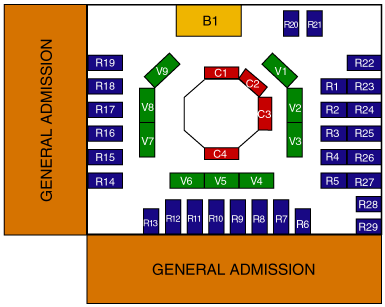 B1
R20 R21
R19 V9 C1 V1 R22
R18 C2 R1 R23
V8 C3 V2
R17 R2 R24
R16 V7 V3 R3 R25
R15 C4 R4 R26
R14 V6 V5 V4 R5 R27
R28
R13 R12 R11 R10 R9 R8 R7 R6 R29
GENERAL ADMISSION
GENERAL ADMISSION